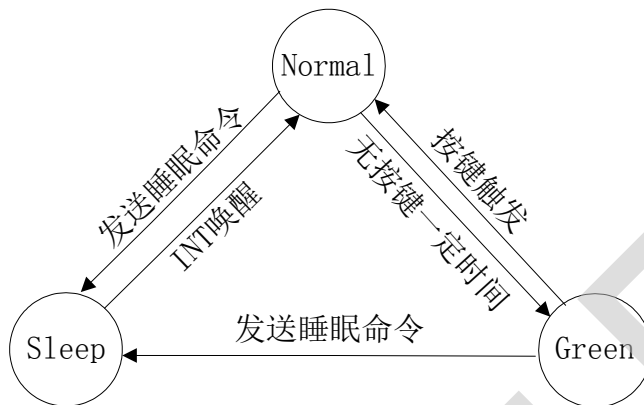 Normal
发送睡眠命令
INT唤醒
无按键一定时间
按键触发
Sleep
发送睡眠命令
Green